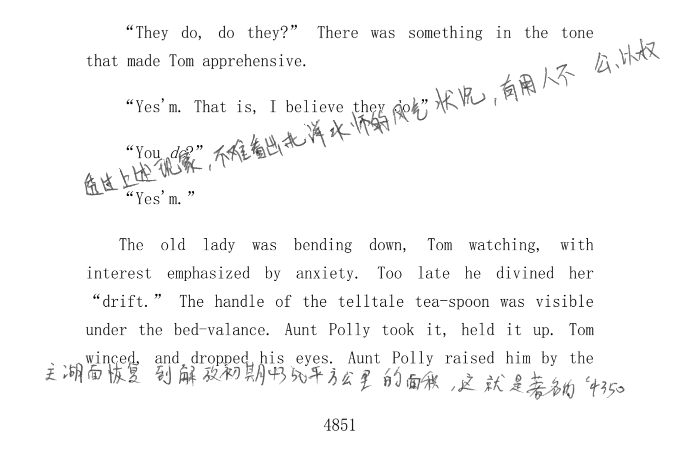 “They do, do they?” There was something in the tone
that made Tom apprehensive.
“Yes'm. That is, I believe they do.”
“You do?”
透过上述现象,不难看出北洋水师的风气状况,有用人不公、以权
“Yes'm.”
The old lady was bending down, Tom watching, with
interest emphasized by anxiety. Too late he divined her
“drift.” The handle of the telltale tea-spoon was visible
under the bed-valance. Aunt Polly took it, held it up. Tom
winced, and dropped his eyes. Aunt Polly raised him by the
主湖面恢复到解放初期4350平方公里的面积,这就是著名的“4350
4851